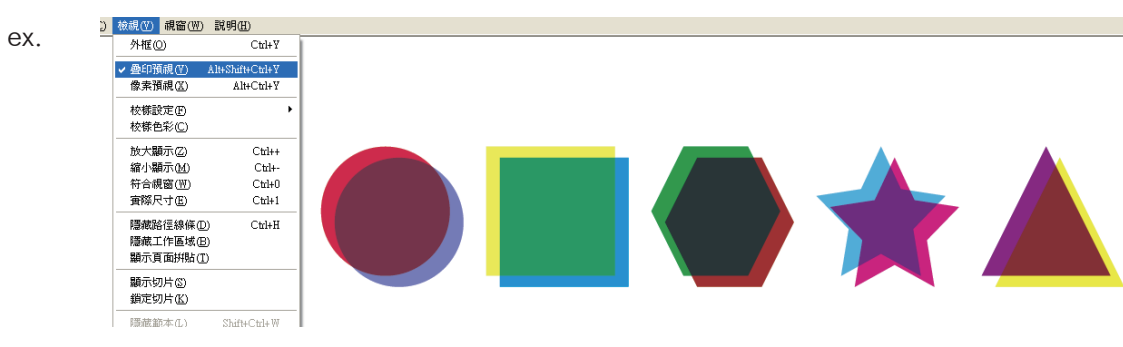 ex.
檢視(V) 視窗(W) 說明(H)
外框(O) Ctrl+Y
✓ 疊印預視(V) Alt+Shift+Ctrl+Y
像素預視(X) Alt+Ctrl+Y
校樣設定(F)
校樣色彩(C)
放大顯示(Z) Ctrl++
縮小顯示(M) Ctrl+-
符合視窗(W) Ctrl+0
實際尺寸(E) Ctrl+1
隱藏路徑線條(D) Ctrl+H
隱藏工作區域(B)
顯示頁面拼貼(T)
顯示切片(S)
鎖定切片(K)
隱藏範本(L) Shift+Ctrl+W